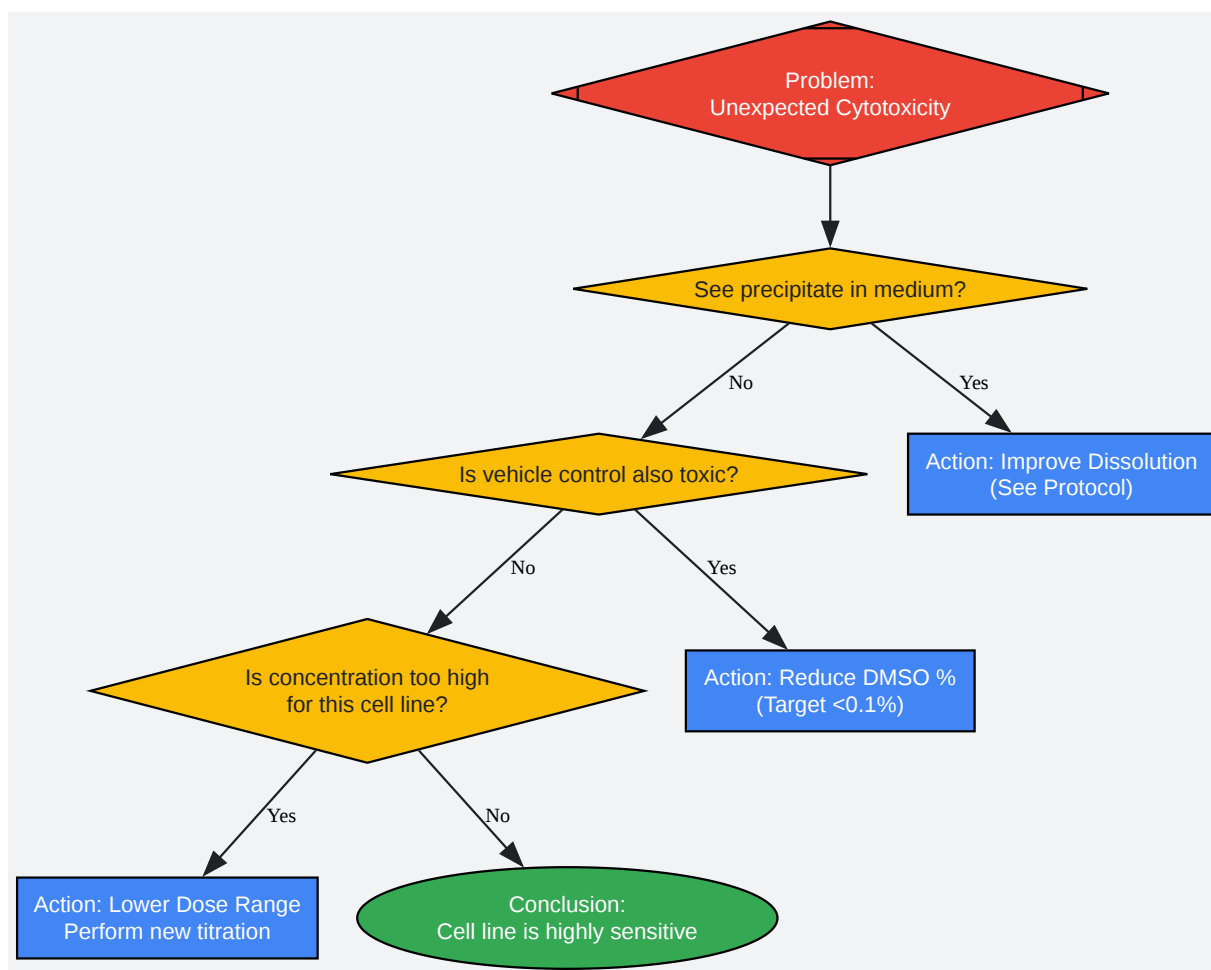 Problem:
Unexpected Cytotoxicity
See precipitate in medium?
No
Yes
Action: Improve Dissolution
(See Protocol)
Is vehicle control also toxic?
No
Yes
Is concentration too high
for this cell line?
Action: Reduce DMSO %
(Target <0.1%)
Yes
No
Action: Lower Dose Range
Perform new titration
Conclusion:
Cell line is highly sensitive